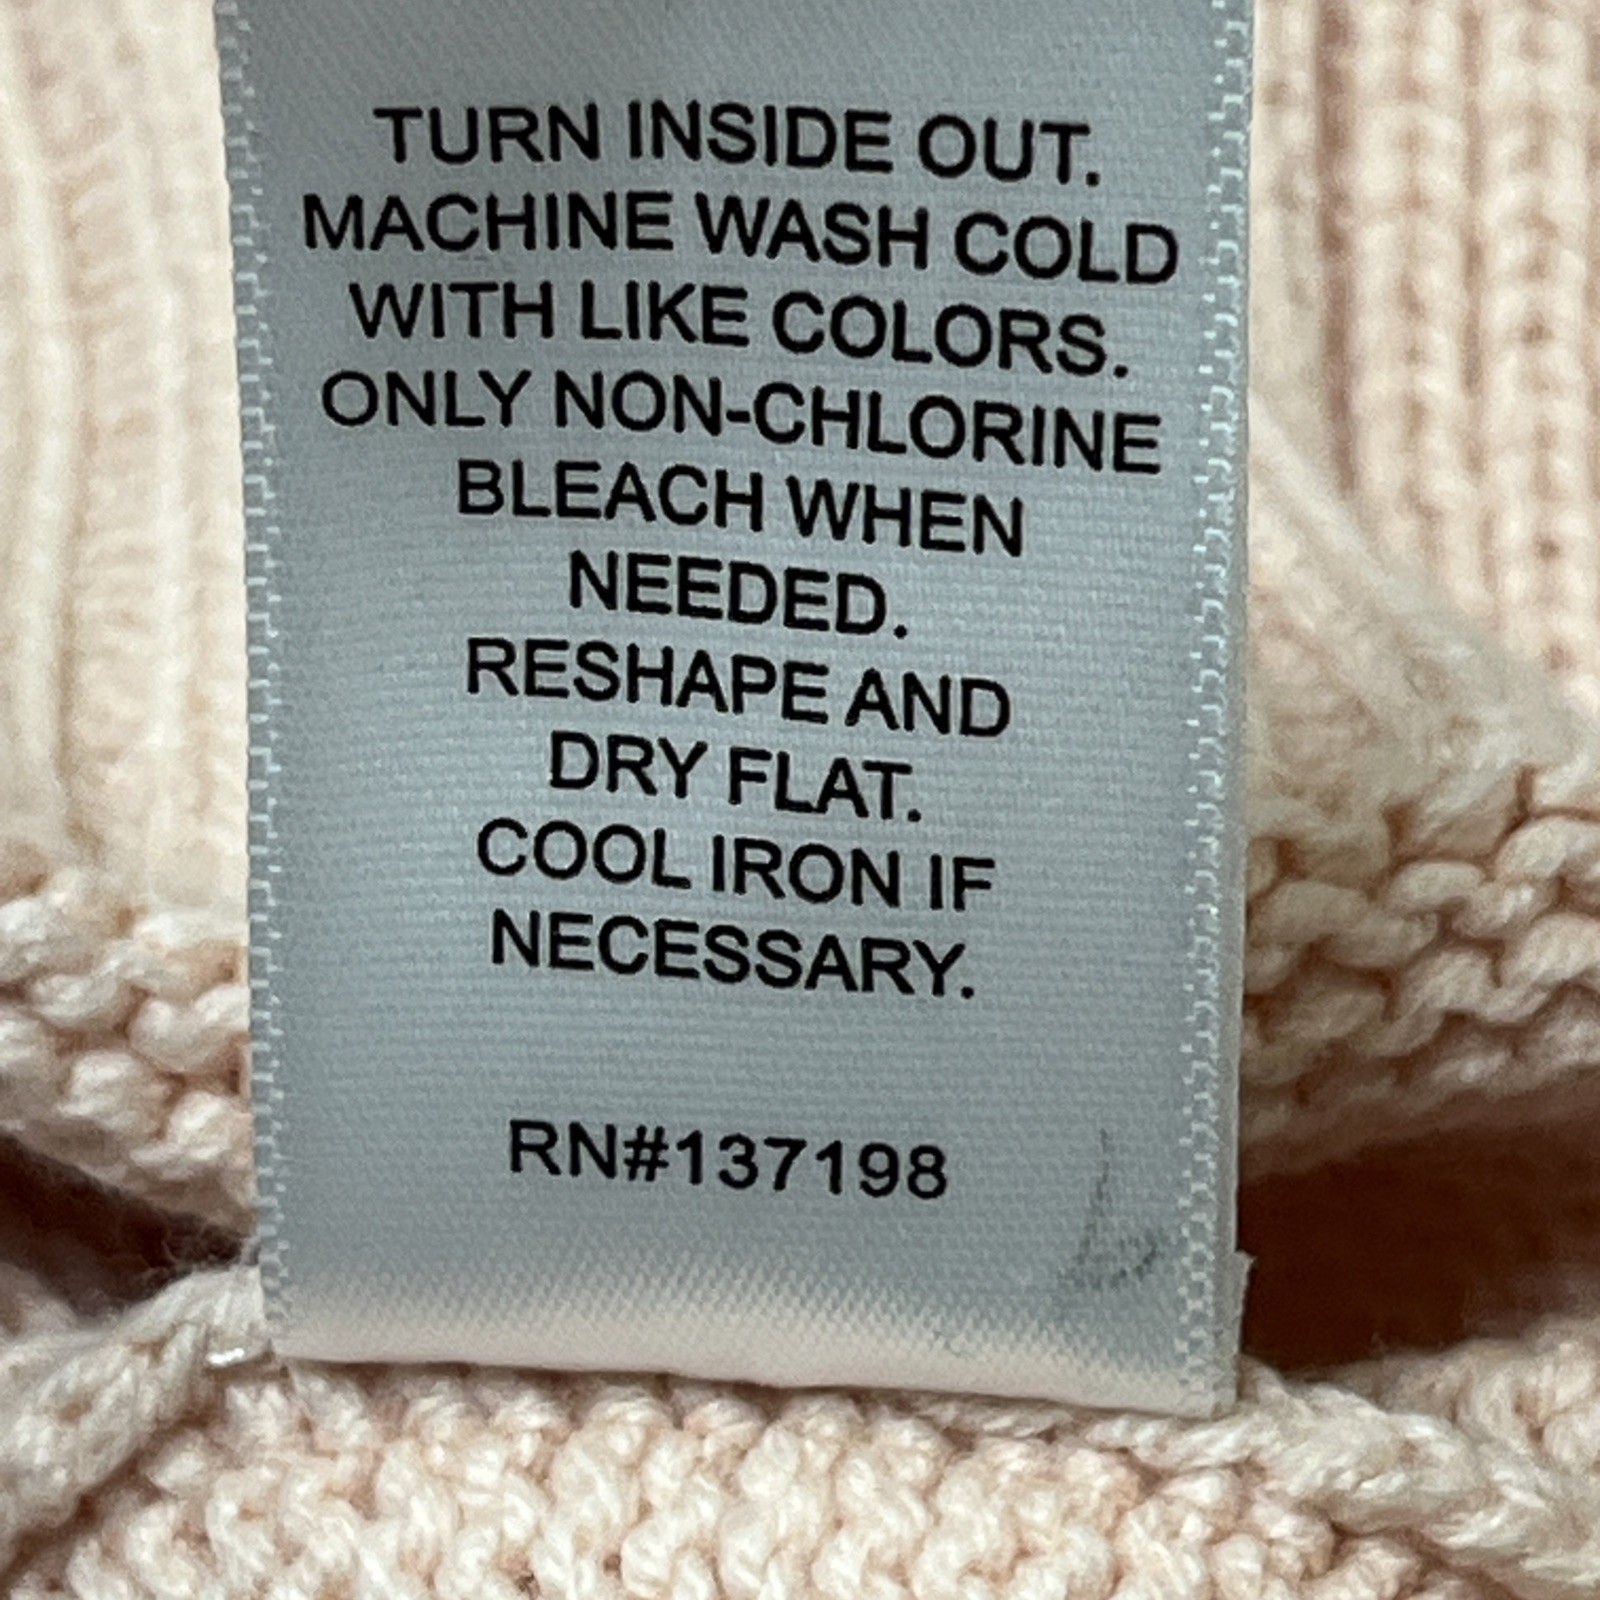 TURN INSIDE OUT.
MACHINE WASH COLD
WITH LIKE COLORS.
ONLY NON-CHLORINE
BLEACH WHEN
NEEDED.
RESHAPE AND
DRY FLAT.
COOL IRON IF
NECESSARY.
RN#137198